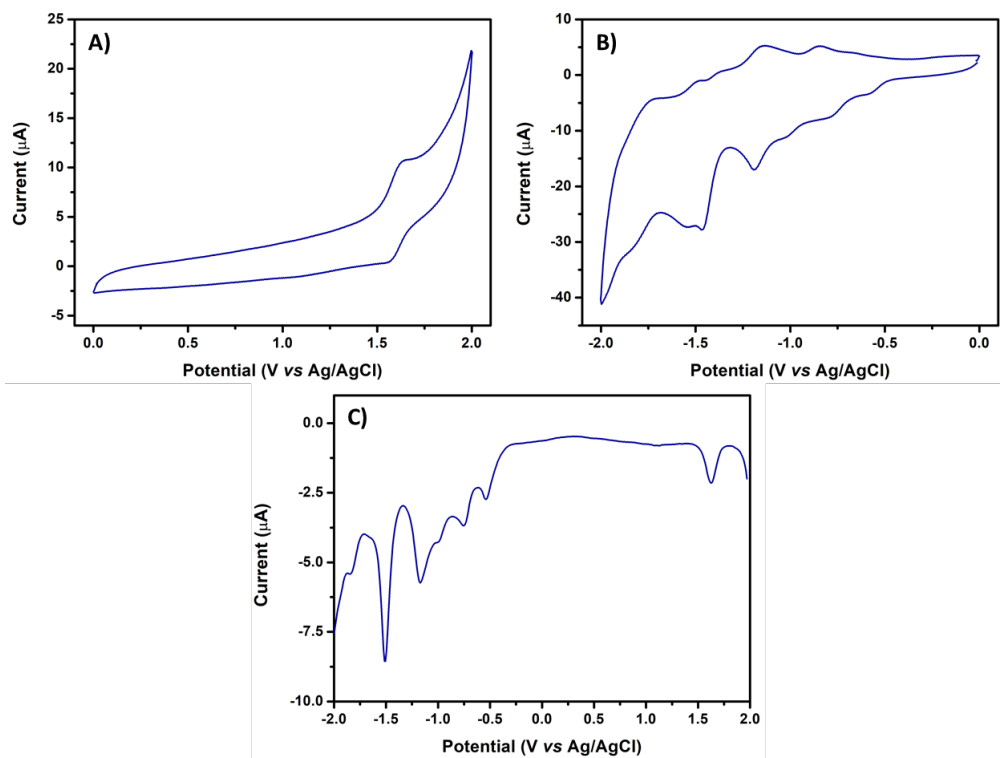 A)
25
20
15
10
5
0
-5
Current (μA)
0.0 0.5 1.0 1.5 2.0
Potential (V vs Ag/AgCl)
B)
10
0
-10
-20
-30
-40
Current (μA)
-2.0 -1.5 -1.0 -0.5 0.0
Potential (V vs Ag/AgCl)
C)
0.0
-2.5
-5.0
-7.5
-10.0
Current (μA)
-2.0 -1.5 -1.0 -0.5 0.0 0.5 1.0 1.5 2.0
Potential (V vs Ag/AgCl)